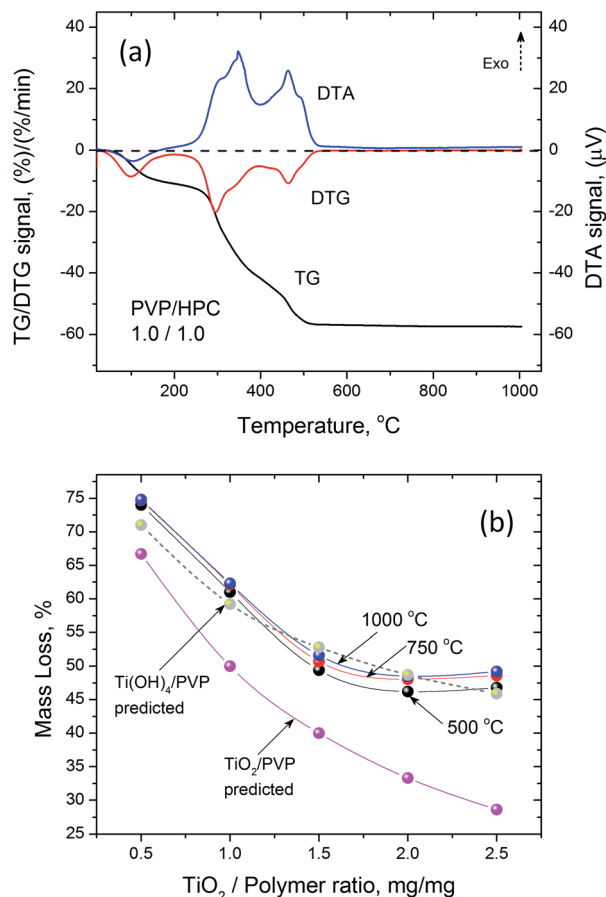 (a)
Exo
DTA
DTG
TG
PVP/HPC
1.0 / 1.0
TG/DTG signal, (%)/(%/min)
40
20
0
-20
-40
-60
DTA signal, (µV)
40
20
0
-20
-40
-60
200 400 600 800 1000
Temperature, °C
(b)
Mass Loss, %
75
70
65
60
55
50
45
40
35
30
25
1000 °C
750 °C
500 °C
Ti(OH)4/PVP
predicted
TiO2/PVP
predicted
0.5 1.0 1.5 2.0 2.5
TiO2 / Polymer ratio, mg/mg